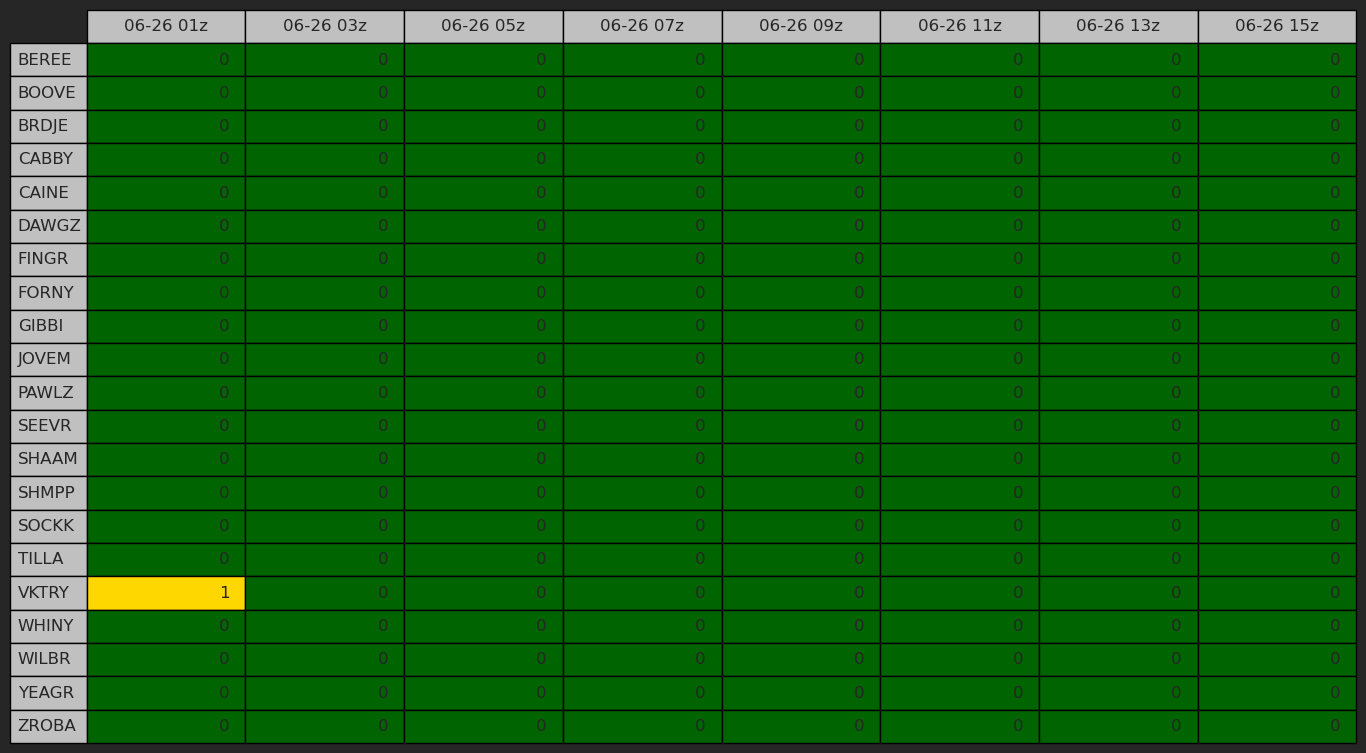 06-26 01z 06-26 03z 06-26 05z 06-26 07z 06-26 09z 06-26 11z 06-26 13z 06-26 15z
BEREE 0 0 0 0 0 0 0 0
BOOVE 0 0 0 0 0 0 0 0
BRDJE 0 0 0 0 0 0 0 0
CABBY 0 0 0 0 0 0 0 0
CAINE 0 0 0 0 0 0 0 0
DAWGZ 0 0 0 0 0 0 0 0
FINGR 0 0 0 0 0 0 0 0
FORNY 0 0 0 0 0 0 0 0
GIBBI 0 0 0 0 0 0 0 0
JOVEM 0 0 0 0 0 0 0 0
PAWLZ 0 0 0 0 0 0 0 0
SEEVR 0 0 0 0 0 0 0 0
SHAAM 0 0 0 0 0 0 0 0
SHMPP 0 0 0 0 0 0 0 0
SOCKK 0 0 0 0 0 0 0 0
TILLA 0 0 0 0 0 0 0 0
VKTRY 1 0 0 0 0 0 0 0
WHINY 0 0 0 0 0 0 0 0
WILBR 0 0 0 0 0 0 0 0
YEAGR 0 0 0 0 0 0 0 0
ZROBA 0 0 0 0 0 0 0 0